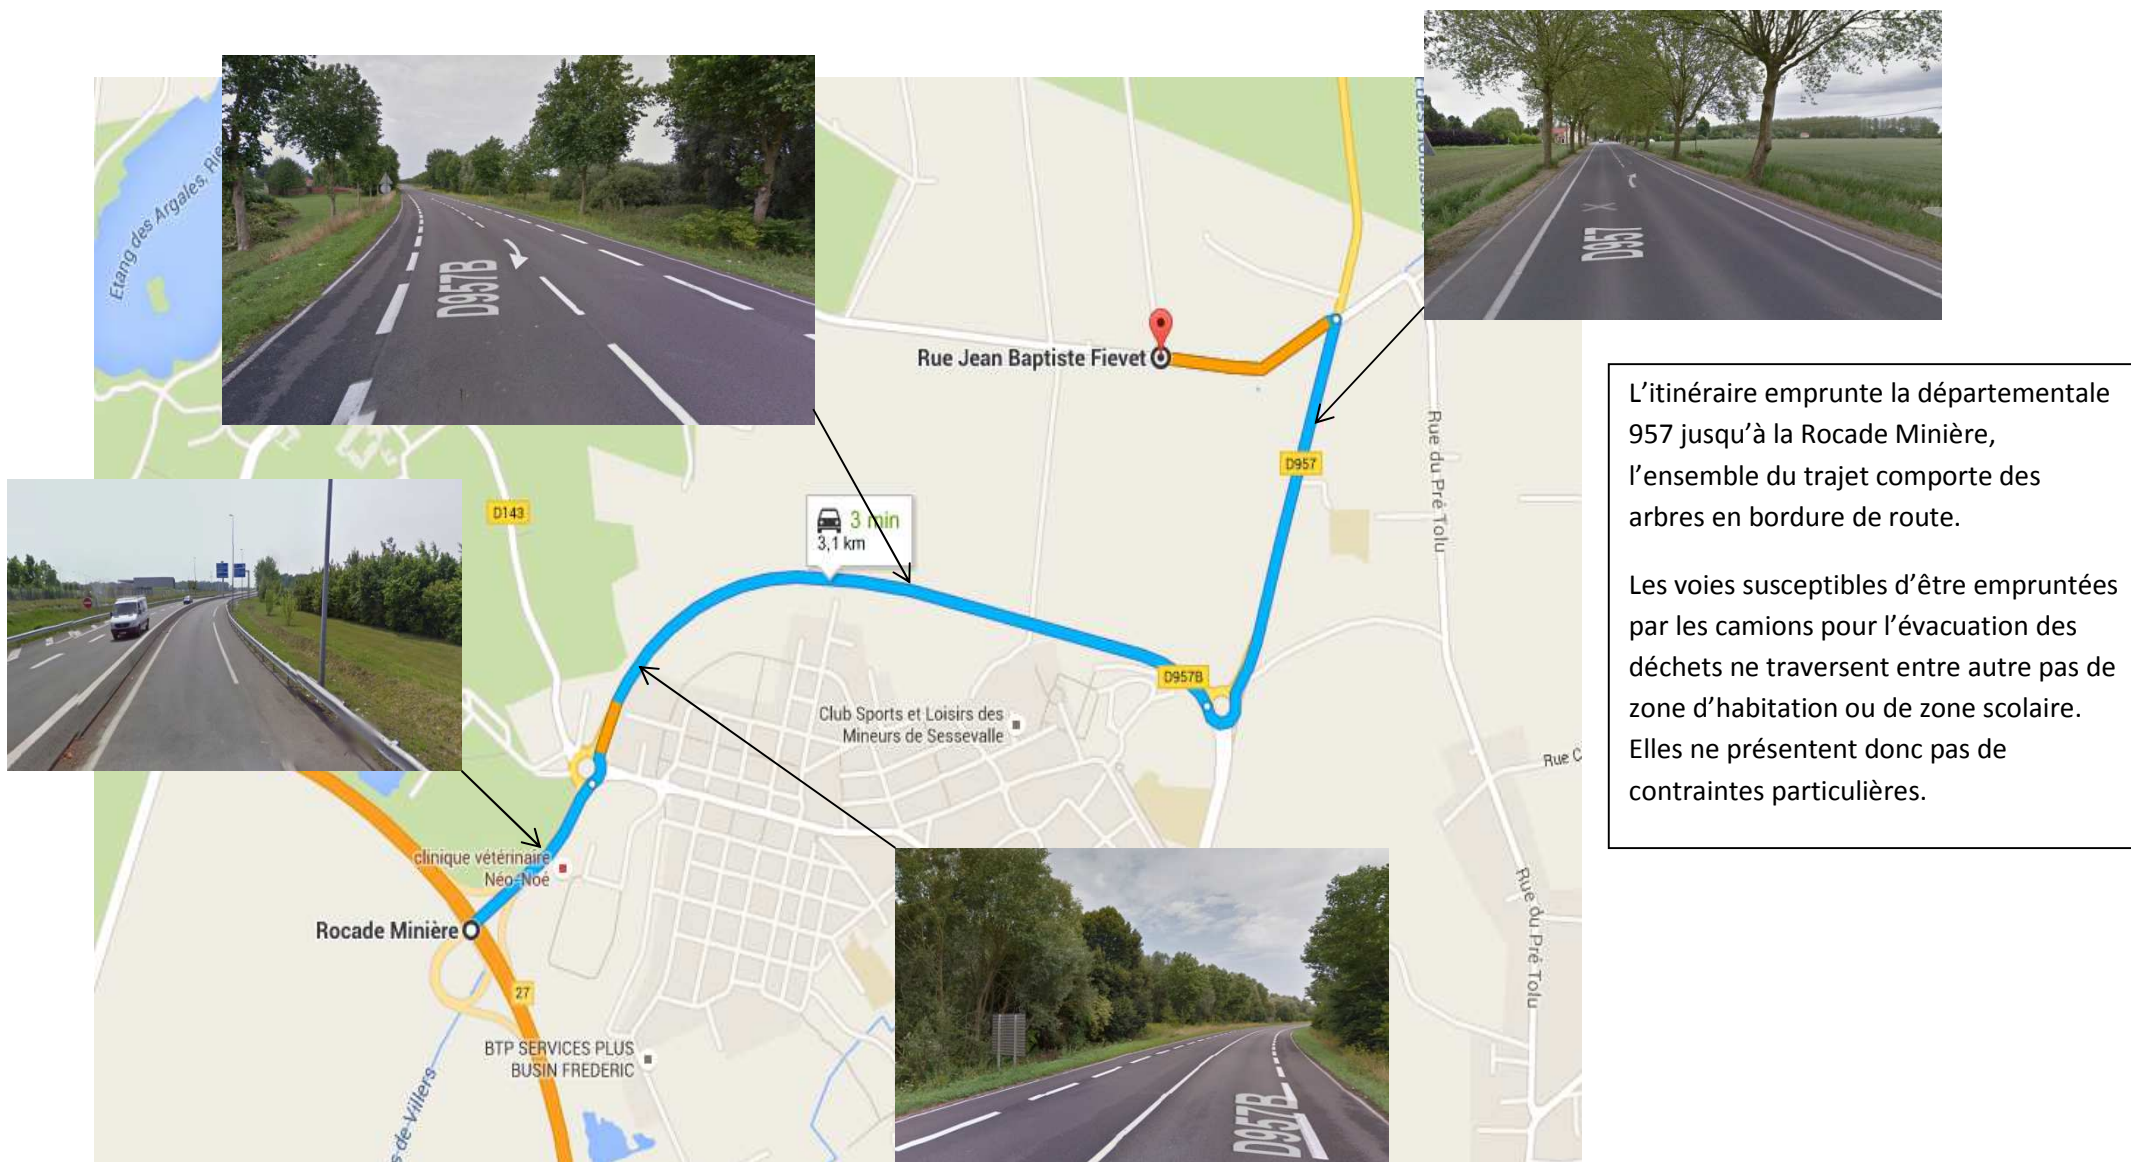 Etang des Argales, Rie
D957B
D957
Rue Jean Baptiste Fievet
D957
Rue du Pré Tolu
D143
3 min
3,1 km
D957B
Club Sports et Loisirs des
Mineurs de Sessevalle
Rue C
clinique vétérinaire
Néo-Noé
Rocade Minière
27
BTP SERVICES PLUS
BUSIN FREDERIC
s de Villers
Rue du Pré Tolu
D957B
L’itinéraire emprunte la départementale
957 jusqu’à la Rocade Minière,
l’ensemble du trajet comporte des
arbres en bordure de route.
Les voies susceptibles d’être empruntées
par les camions pour l’évacuation des
déchets ne traversent entre autre pas de
zone d’habitation ou de zone scolaire.
Elles ne présentent donc pas de
contraintes particulières.